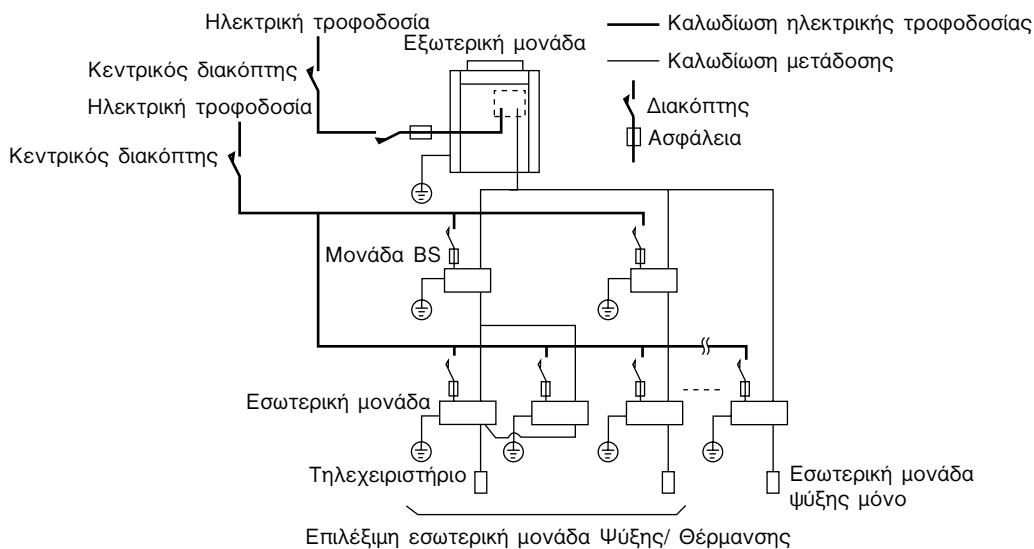 Ηλεκτρική τροφοδοσία
Εξωτερική μονάδα
Καλωδίωση ηλεκτρικής τροφοδοσίας
Κεντρικός διακόπτης
Καλωδίωση μετάδοσης
Ηλεκτρική τροφοδοσία
Διακόπτης
Ασφάλεια
Κεντρικός διακόπτης
Μονάδα BS
Εσωτερική μονάδα
Τηλεχειριστήριο
Εσωτερική μονάδα
ψύξης μόνο
Επιλέξιμη εσωτερική μονάδα Ψύξης/ Θέρμανσης